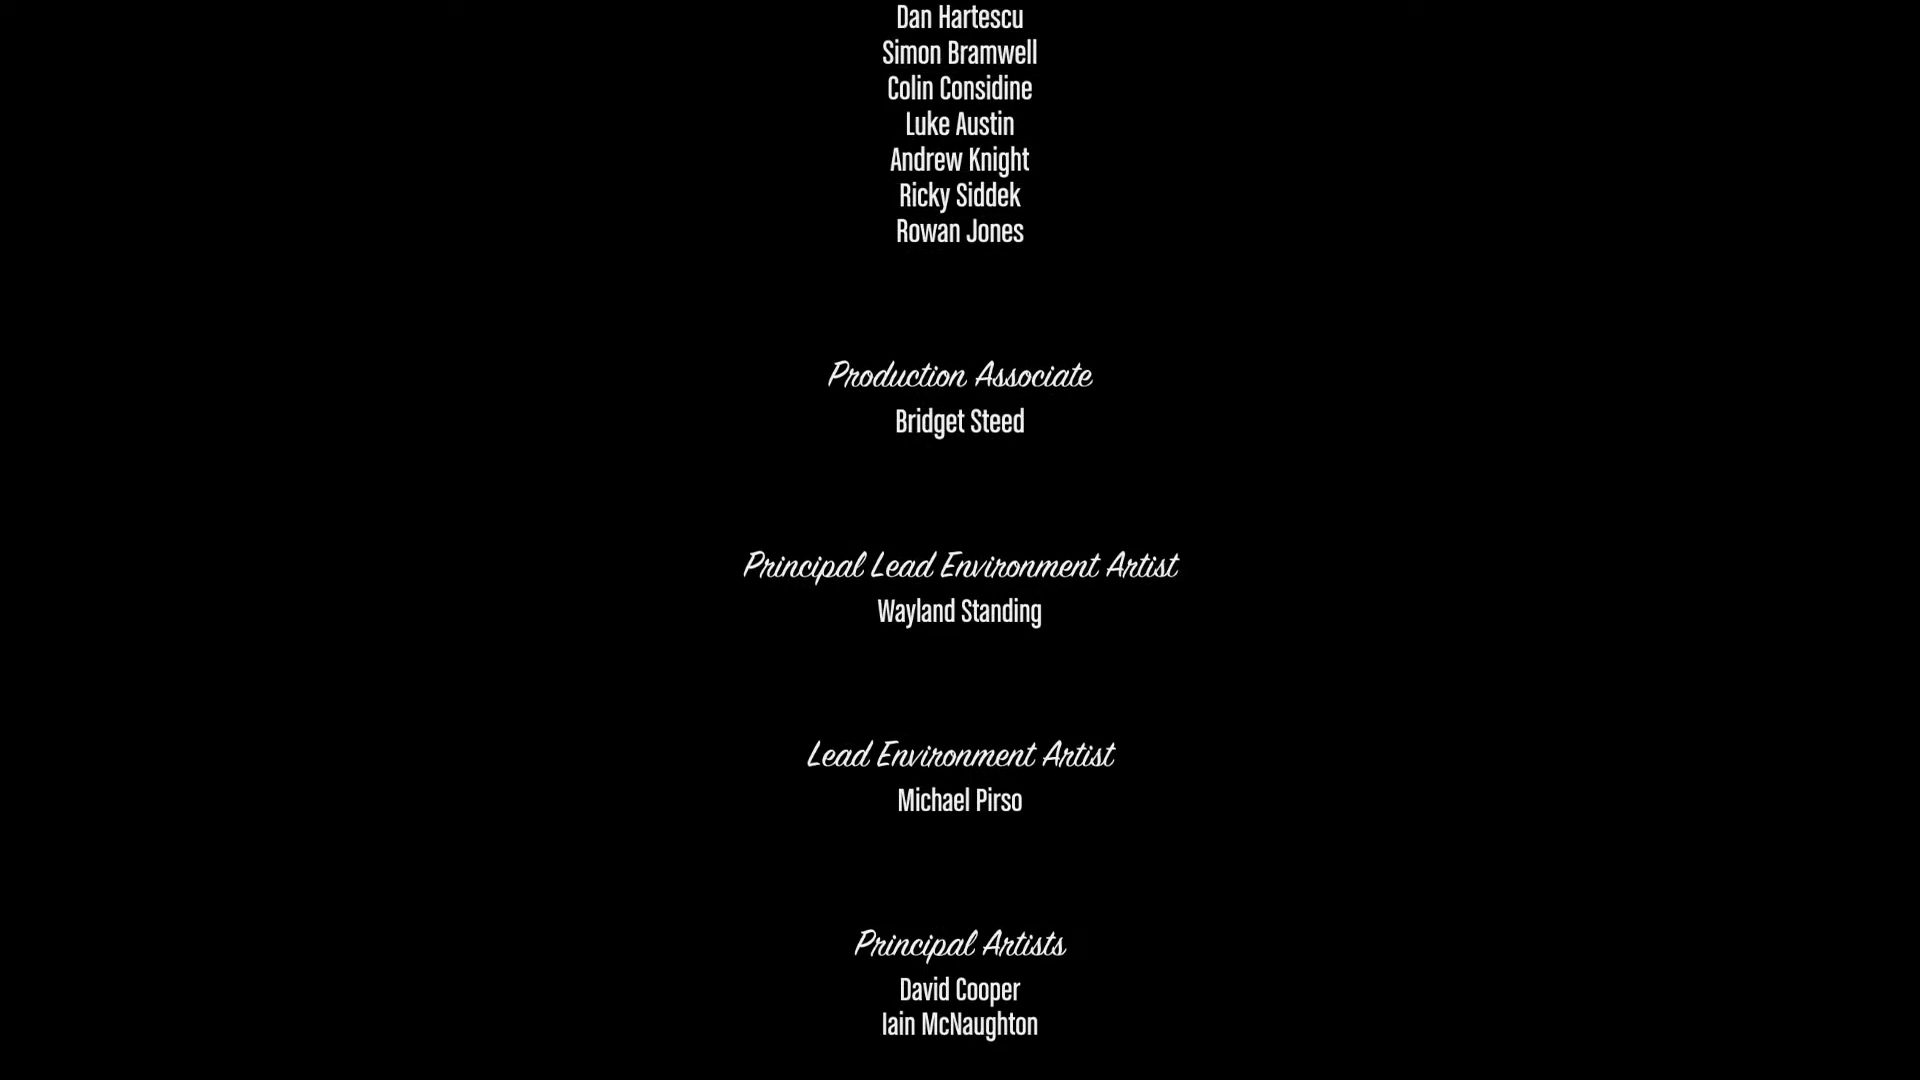 Dan Hartescu
Simon Bramwell
Colin Considine
Luke Austin
Andrew Knight
Ricky Siddek
Rowan Jones
Production Associate
Bridget Steed
Principal Lead Environment Artist
Wayland Standing
Lead Environment Artist
Michael Pirso
Principal Artists
David Cooper
Iain McNaughton